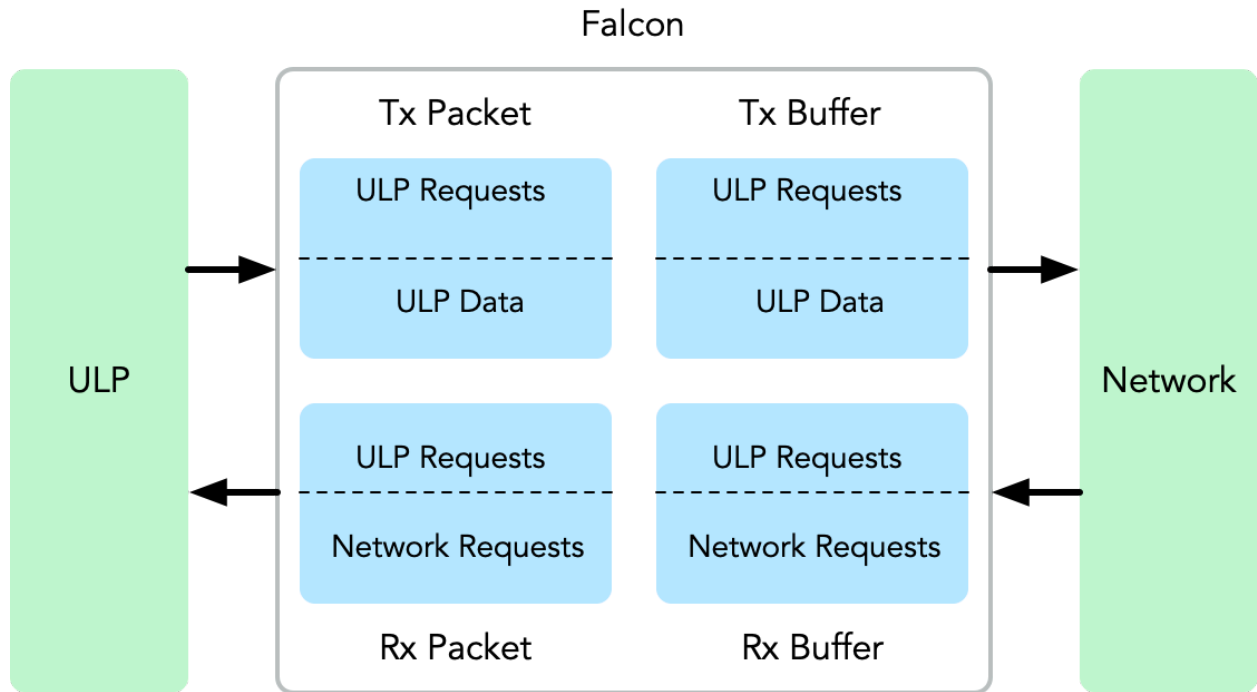 Falcon
Tx Packet
Tx Buffer
ULP Requests
ULP Requests
ULP Data
ULP Data
ULP
Network
ULP Requests
ULP Requests
Network Requests
Network Requests
Rx Packet
Rx Buffer